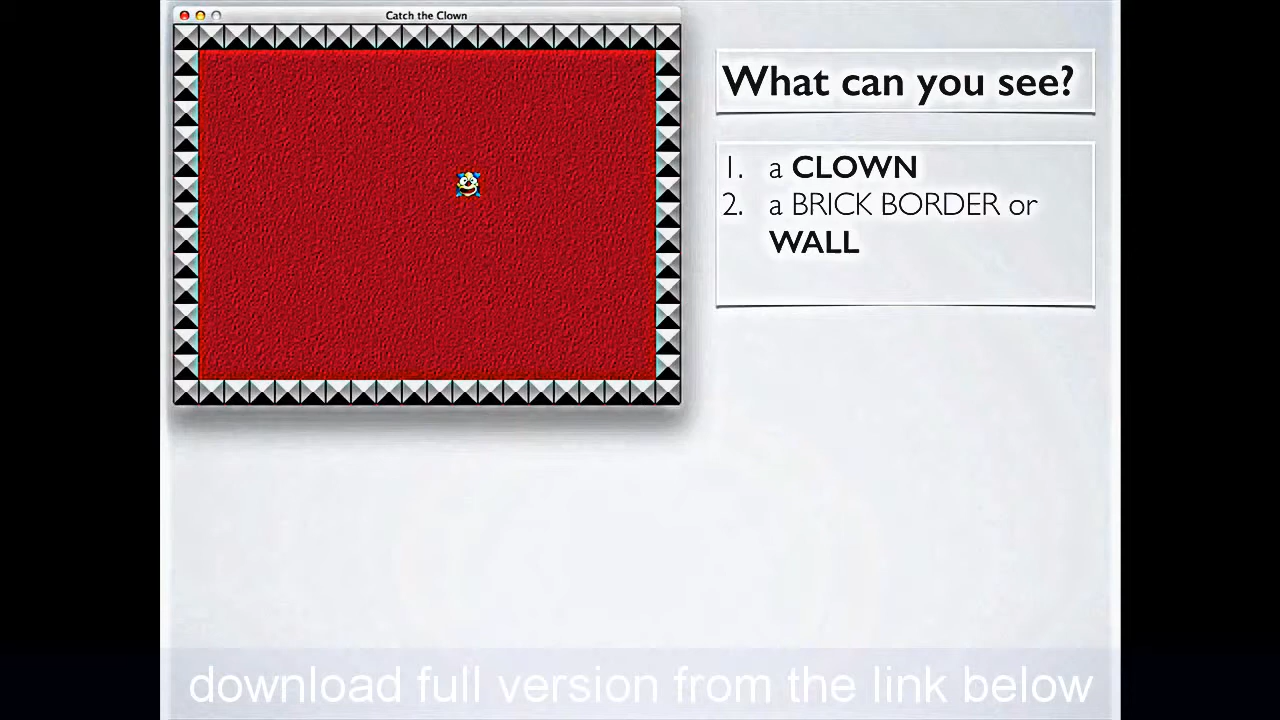 Catch the Clown
What can you see?
1. a CLOWN
2. a BRICK BORDER or
WALL
download full version from the link below